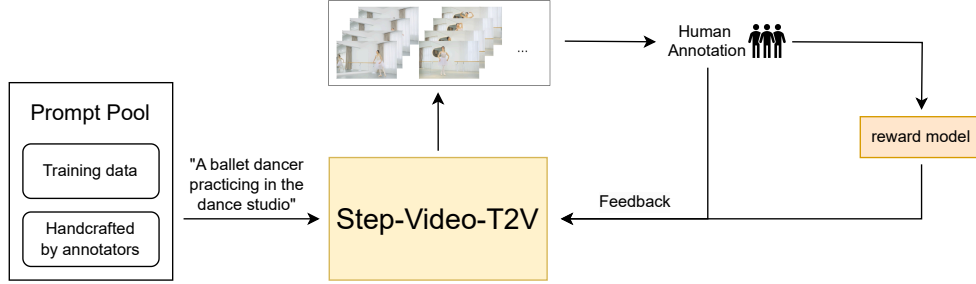 Prompt Pool
Training data
Handcrafted
by annotators
"A ballet dancer
practicing in the
dance studio"
Step-Video-T2V
...
Human
Annotation
reward model
Feedback